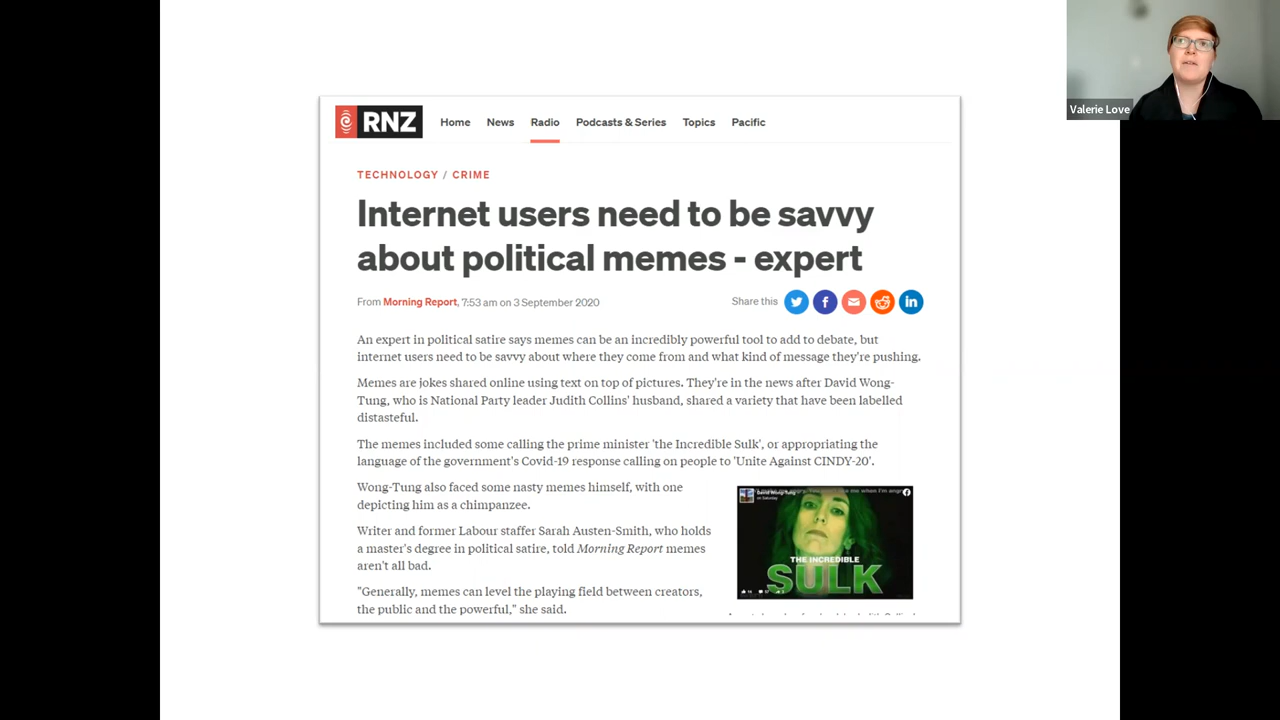 Valerie Love
RNZ
Home News Radio Podcasts & Series Topics Pacific
TECHNOLOGY / CRIME
Internet users need to be savvy
about political memes - expert
From Morning Report, 7:53 am on 3 September 2020
Share this
An expert in political satire says memes can be an incredibly powerful tool to add to debate, but
internet users need to be savvy about where they come from and what kind of message they're pushing.
Memes are jokes shared online using text on top of pictures. They're in the news after David Wong-
Tung, who is National Party leader Judith Collins' husband, shared a variety that have been labelled
distasteful.
The memes included some calling the prime minister 'the Incredible Sulk', or appropriating the
language of the government's Covid-19 response calling on people to 'Unite Against CINDY-20'.
Wong-Tung also faced some nasty memes himself, with one
depicting him as a chimpanzee.
Writer and former Labour staffer Sarah Austen-Smith, who holds
a master's degree in political satire, told Morning Report memes
aren't all bad.
"Generally, memes can level the playing field between creators,
the public and the powerful," she said.
David Wong-Tung
on Saturday
me when I'm angry
THE INCREDIBLE
SULK